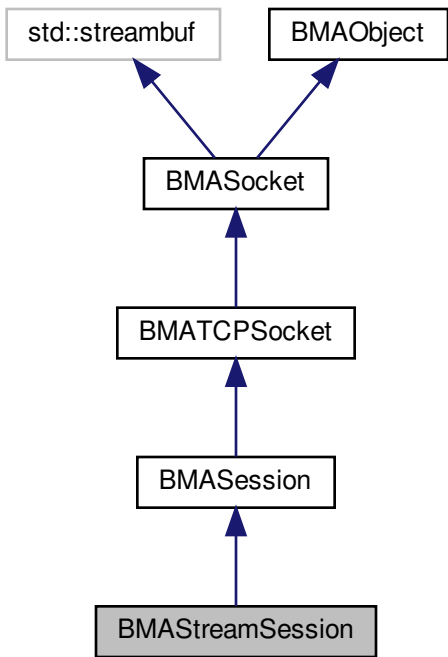 std::streambuf
BMAObject
BMASocket
BMATCPSocket
BMASession
BMAStreamSession